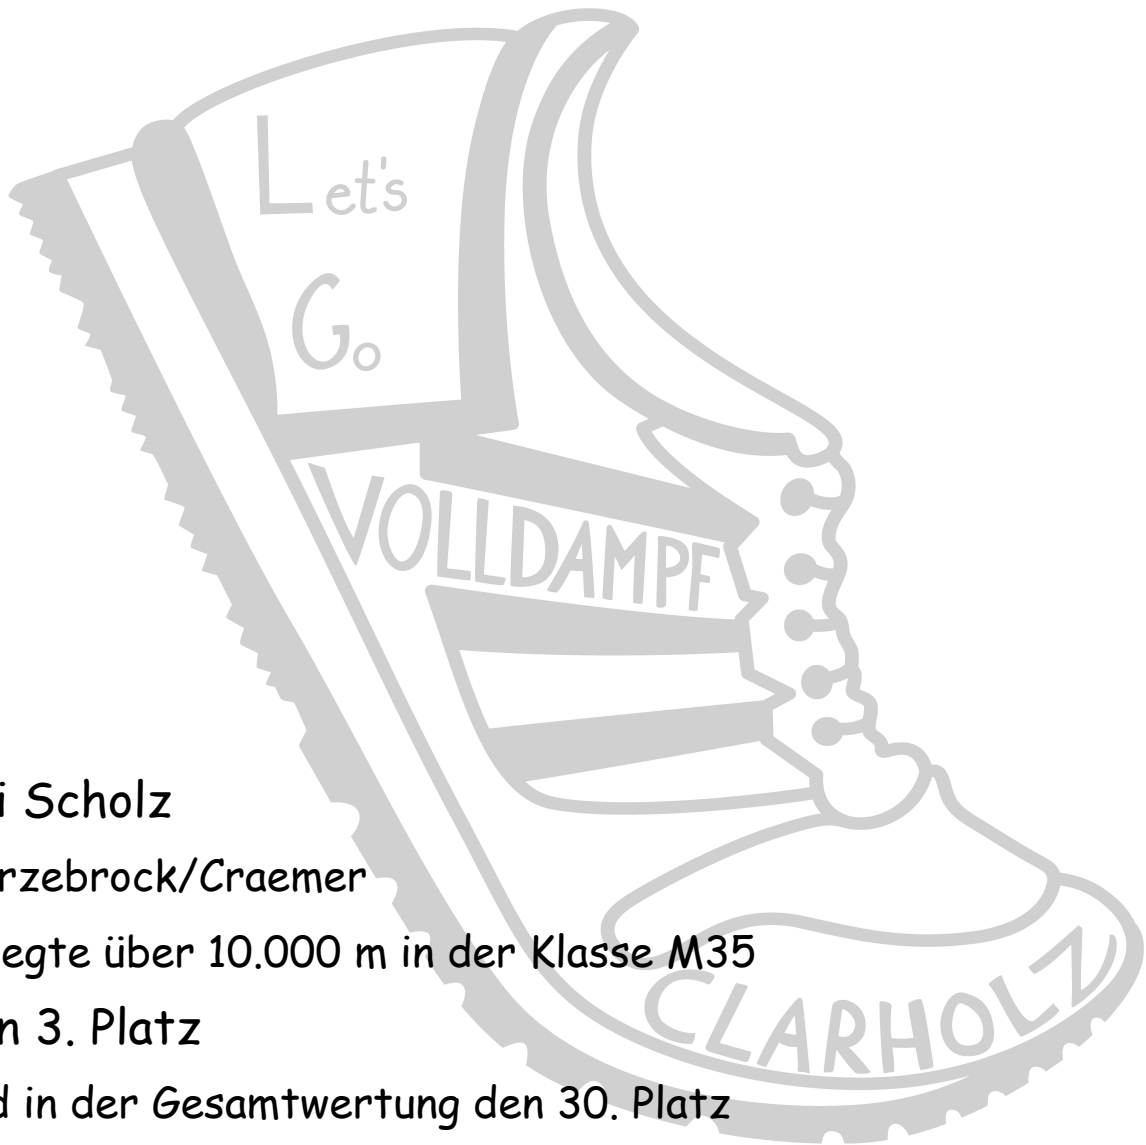 Let's
Go
VOLLDAMPF
i Scholz
rzebrock/Craemer
egte über 10.000 m in der Klasse M35
n 3. Platz
CLARHOLZ
d in der Gesamtwertung den 30. Platz